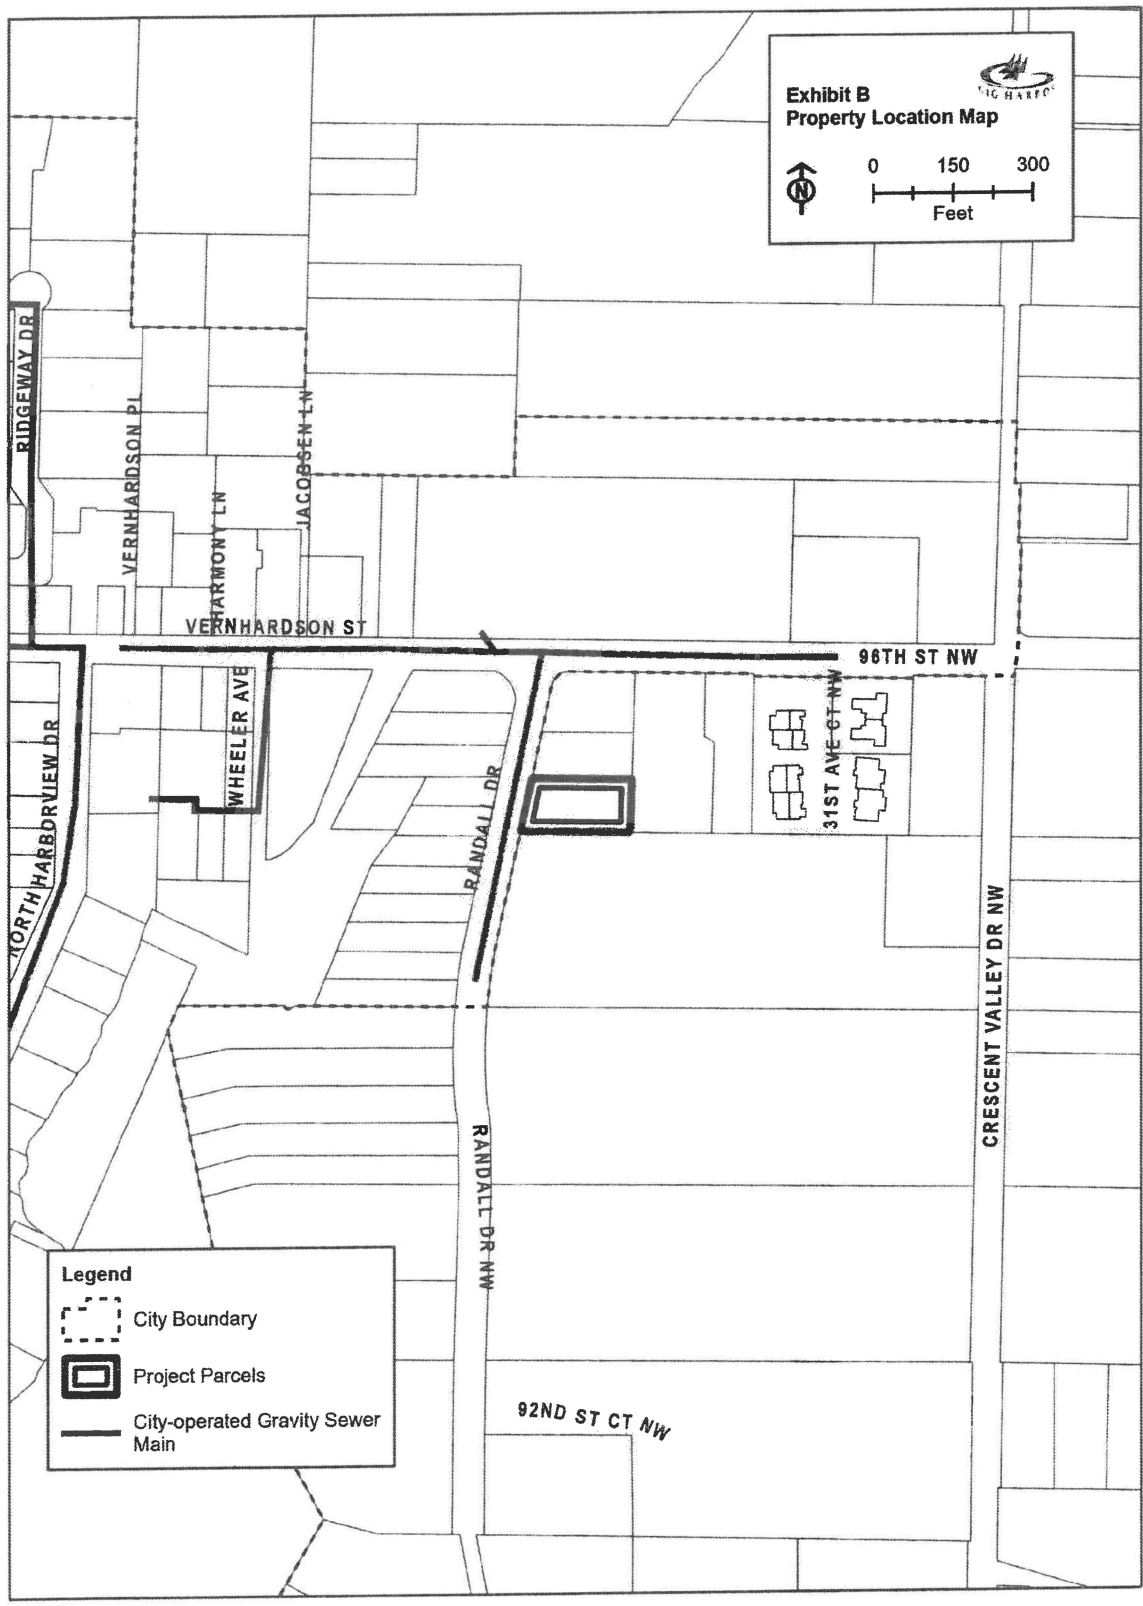 Exhibit B
Property Location Map
N
0 150 300
Feet
RIDGEWAY DR
VERNHARDSON PL
HARMONY LN
JACOBSEN LN
VERNHARDSON ST
96TH ST NW
WHEELER AVE
NORTH HARBORVIEW DR
RANDALL DR
31ST AVE CT NW
CRESCENT VALLEY DR NW
RANDALL DR NW
92ND ST CT NW
Legend
City Boundary
Project Parcels
City-operated Gravity Sewer
Main